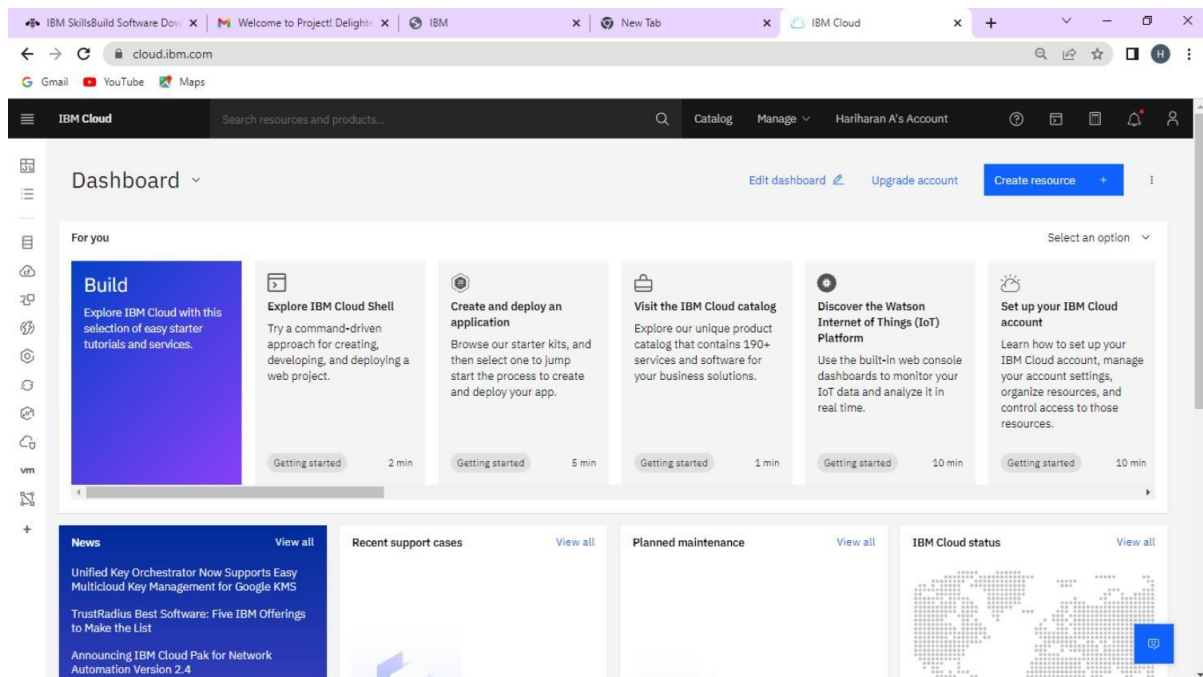 IBM SkillsBuild Software Dow
Welcome to Project! Delighte
IBM
New Tab
IBM Cloud
cloud.ibm.com
H
Gmail
YouTube
Maps
IBM Cloud
Search resources and products...
Catalog
Manage
Hariharan A's Account
Dashboard
Edit dashboard
Upgrade account
Create resource +
For you
Select an option
Build
Explore IBM Cloud with this
selection of easy starter
tutorials and services.
Explore IBM Cloud Shell
Try a command-driven
approach for creating,
developing, and deploying a
web project.
Getting started
2 min
Create and deploy an
application
Browse our starter kits, and
then select one to jump
start the process to create
and deploy your app.
Getting started
5 min
Visit the IBM Cloud catalog
Explore our unique product
catalog that contains 190+
services and software for
your business solutions.
Getting started
1 min
Discover the Watson
Internet of Things (IoT)
Platform
Use the built-in web console
dashboards to monitor your
IoT data and analyze it in
real time.
Getting started
10 min
Set up your IBM Cloud
account
Learn how to set up your
IBM Cloud account, manage
your account settings,
organize resources, and
control access to those
resources.
Getting started
10 min
vm
News
View all
Unified Key Orchestrator Now Supports Easy
Multicloud Key Management for Google KMS
TrustRadius Best Software: Five IBM Offerings
to Make the List
Announcing IBM Cloud Pak for Network
Automation Version 2.4
Recent support cases
View all
Planned maintenance
View all
IBM Cloud status
View all